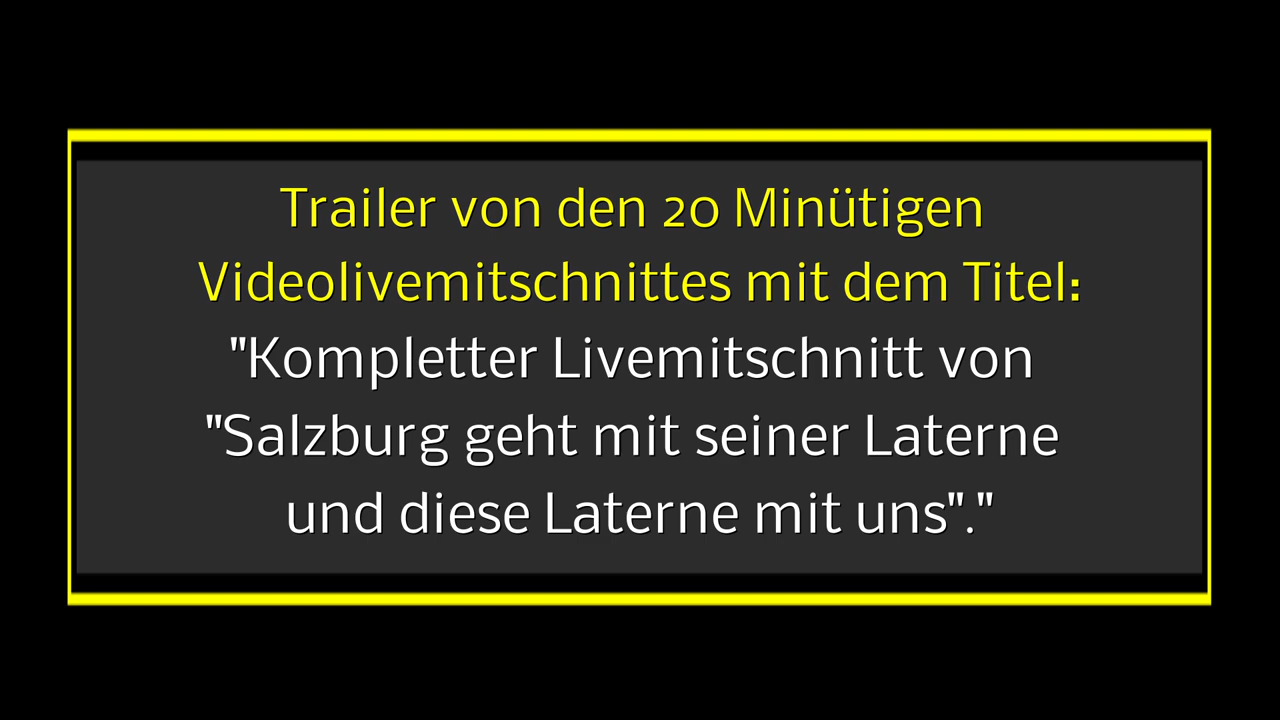 Trailer von den 20 Minütigen
Videolivemitschnittes mit dem Titel:
"Kompletter Livemitschnitt von
"Salzburg geht mit seiner Laterne
und diese Laterne mit uns"."